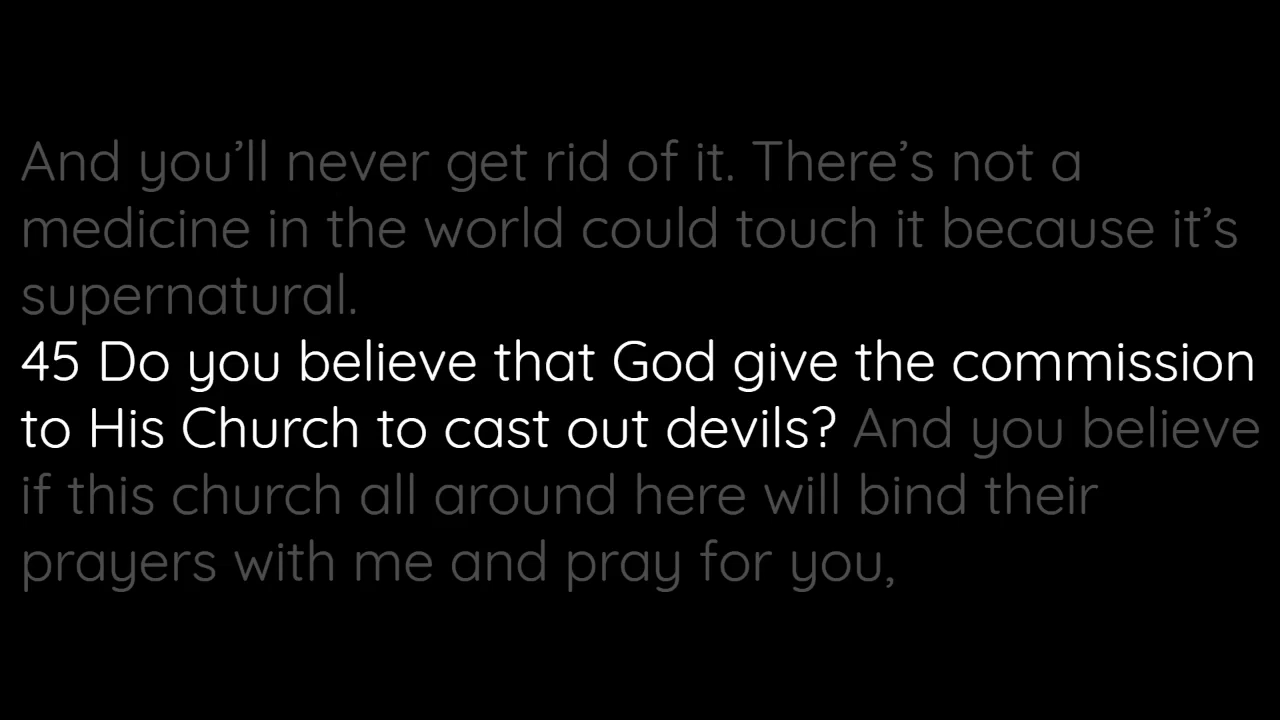 And you’ll never get rid of it. There’s not a
medicine in the world could touch it because it’s
supernatural.
45 Do you believe that God give the commission
to His Church to cast out devils? And you believe
if this church all around here will bind their
prayers with me and pray for you,